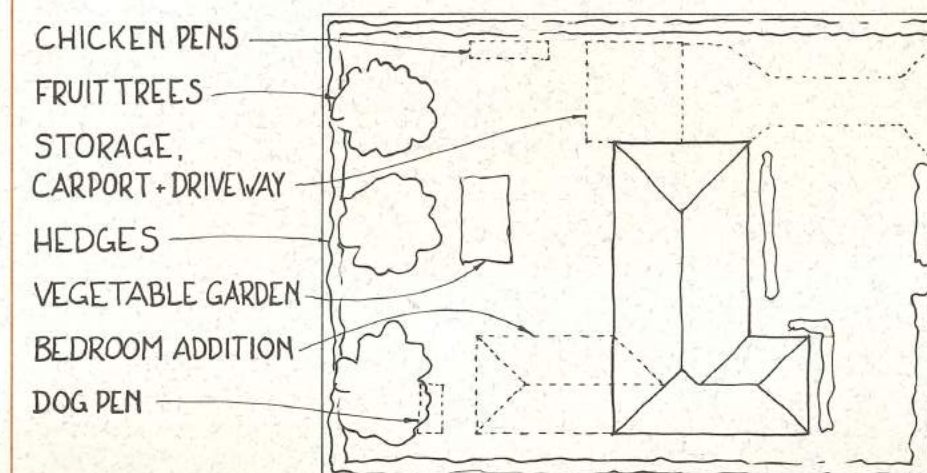 CHICKEN PENS
FRUIT TREES
STORAGE,
CARPORT + DRIVEWAY
HEDGES
VEGETABLE GARDEN
BEDROOM ADDITION
DOG PEN